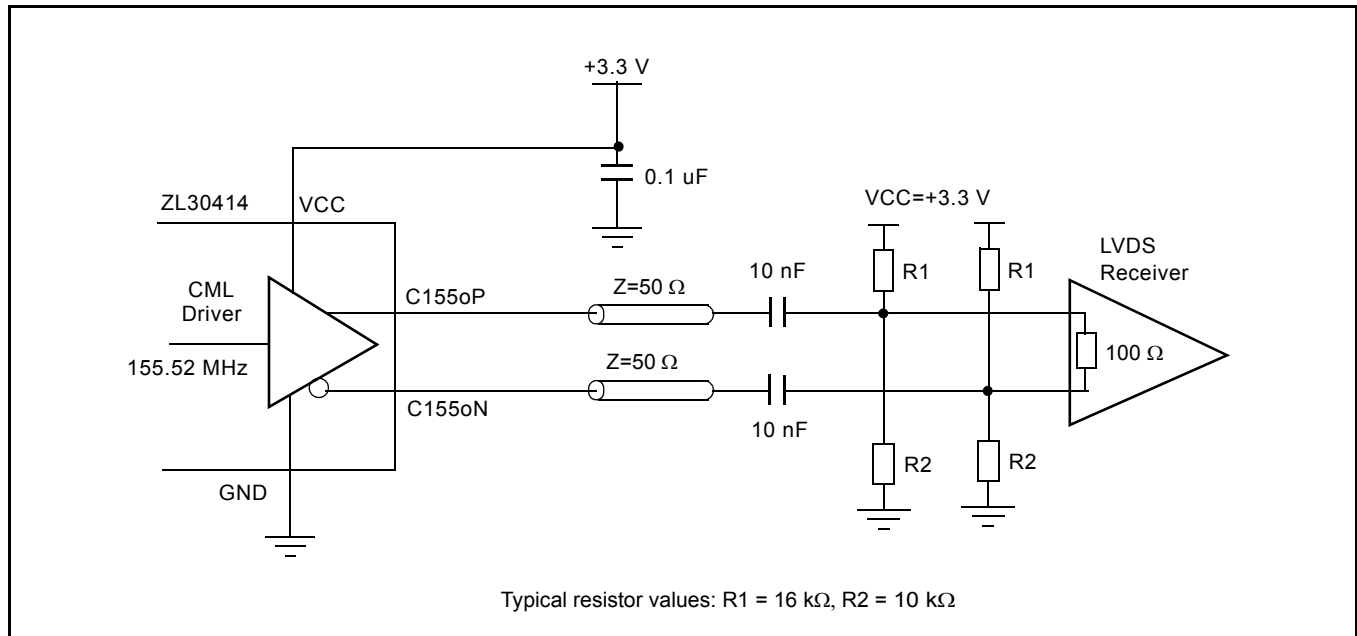 +3.3 V
0.1 uF
ZL30414
VCC
VCC=+3.3 V
R1
R1
LVDS
Receiver
10 nF
CML
Driver
C155oP
Z=50 Ω
100 Ω
155.52 MHz
Z=50 Ω
C155oN
10 nF
R2
R2
GND
Typical resistor values: R1 = 16 kΩ, R2 = 10 kΩ